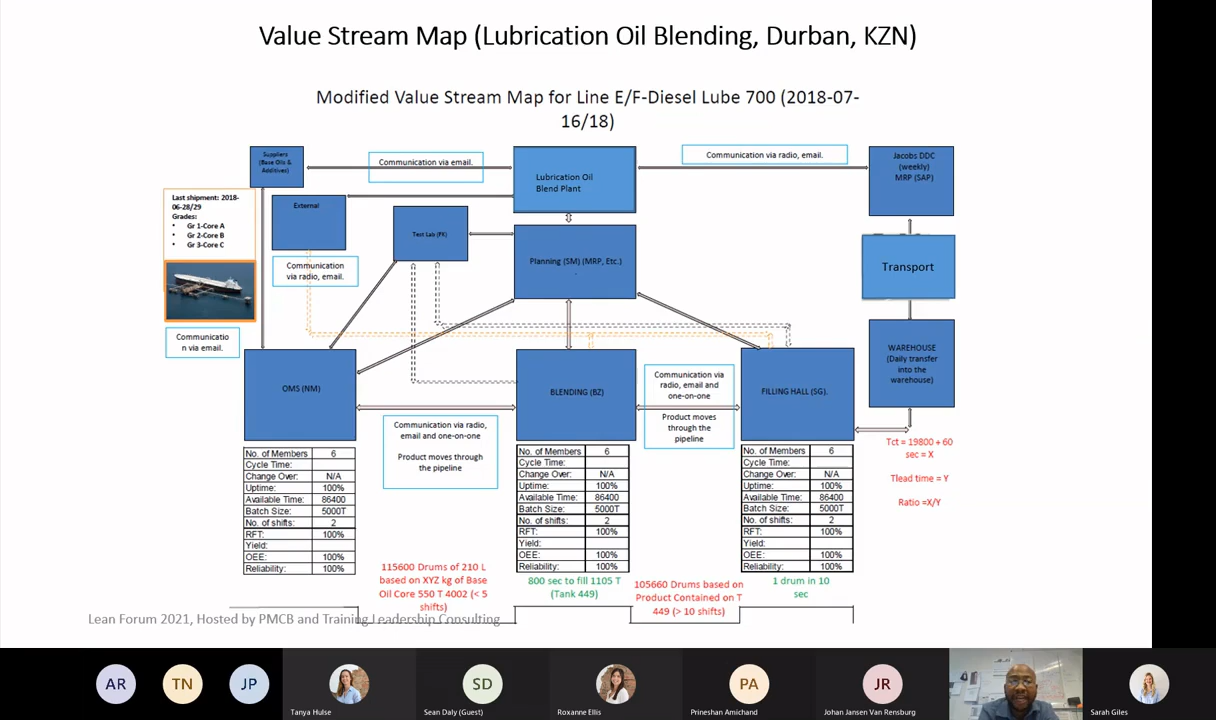 Value Stream Map (Lubrication Oil Blending, Durban, KZN)
Modified Value Stream Map for Line E/F-Diesel Lube 700 (2018-07-
16/18)
Suppliers
(Base Oils &
Additives)
Communication via email.
Lubrication Oil
Blend Plant
Communication via radio, email.
Jacobs DDC
(weekly)
MRP (SAP)
Last shipment: 2018-
06-28/29
Grades:
• Gr 1-Core A
• Gr 2-Core B
• Gr 3-Core C
External
Test Lab (PK)
Planning (SM) (MRP, Etc.)
.
Transport
Communication
via radio, email.
Communicatio
n via email.
WAREHOUSE
(Daily transfer
into the
warehouse)
OMS (NM)
Communication via radio,
email and one-on-one
Product moves through
the pipeline
BLENDING (BZ)
Communication via
radio, email and
one-on-one
Product moves
through the
pipeline
FILLING HALL (SG).
Tct = 19800 + 60
sec = X
Tlead time = Y
Ratio =X/Y
No. of Members 6
Cycle Time:
Change Over: N/A
Uptime: 100%
Available Time: 86400
Batch Size: 5000T
No. of shifts: 2
RFT: 100%
Yield:
OEE: 100%
Reliability: 100%
No. of Members 6
Cycle Time:
Change Over: N/A
Uptime: 100%
Available Time: 86400
Batch Size: 5000T
No. of shifts: 2
RFT: 100%
Yield:
OEE: 100%
Reliability: 100%
No. of Members 6
Cycle Time:
Change Over: N/A
Uptime: 100%
Available Time: 86400
Batch Size: 5000T
No. of shifts: 2
RFT: 100%
Yield:
OEE: 100%
Reliability: 100%
115600 Drums of 210 L
based on XYZ kg of Base
Oil Core 550 T 4002 (< 5
shifts)
800 sec to fill 1105 T
(Tank 449)
105660 Drums based on
Product Contained on T
449 (> 10 shifts)
1 drum in 10
sec
Lean Forum 2021, Hosted by PMCB and Training Leadership Consulting
AR
TN
JP
Tanya Hulse
SD
Sean Daly (Guest)
Roxanne Ellis
PA
Prineshan Amichand
JR
Johan Jansen Van Rensburg
Sarah Giles